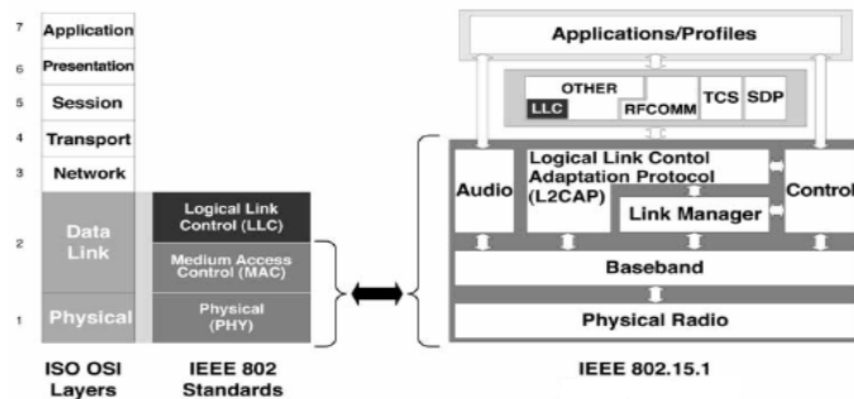 7
Application
6
Presentation
5
Session
4
Transport
3
Network
2
Data
Link
1
Physical
ISO OSI
Layers
Logical Link
Control (LLC)
Medium Access
Control (MAC)
Physical
(PHY)
IEEE 802
Standards
Applications/Profiles
OTHER
LLC
RFCOMM
TCS
SDP
Audio
Logical Link Contol
Adaptation Protocol
(L2CAP)
Link Manager
Control
Baseband
Physical Radio
IEEE 802.15.1